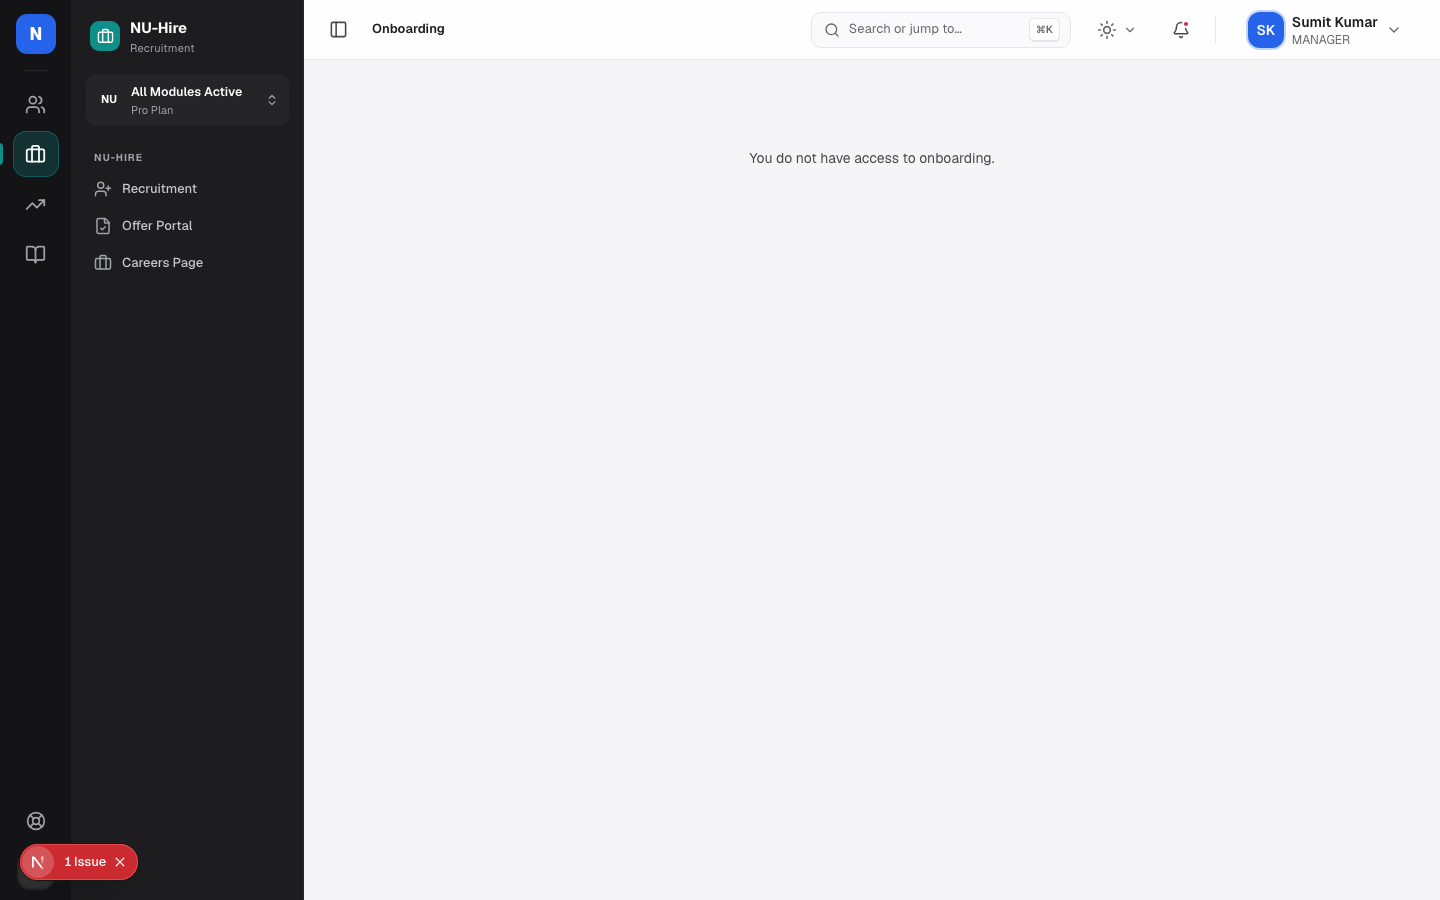 N
NU-Hire
Recruitment
NU
All Modules Active
Pro Plan
NU-HIRE
Recruitment
Offer Portal
Careers Page
N
1 Issue
Onboarding
Search or jump to...
⌘K
SK
Sumit Kumar
MANAGER
You do not have access to onboarding.